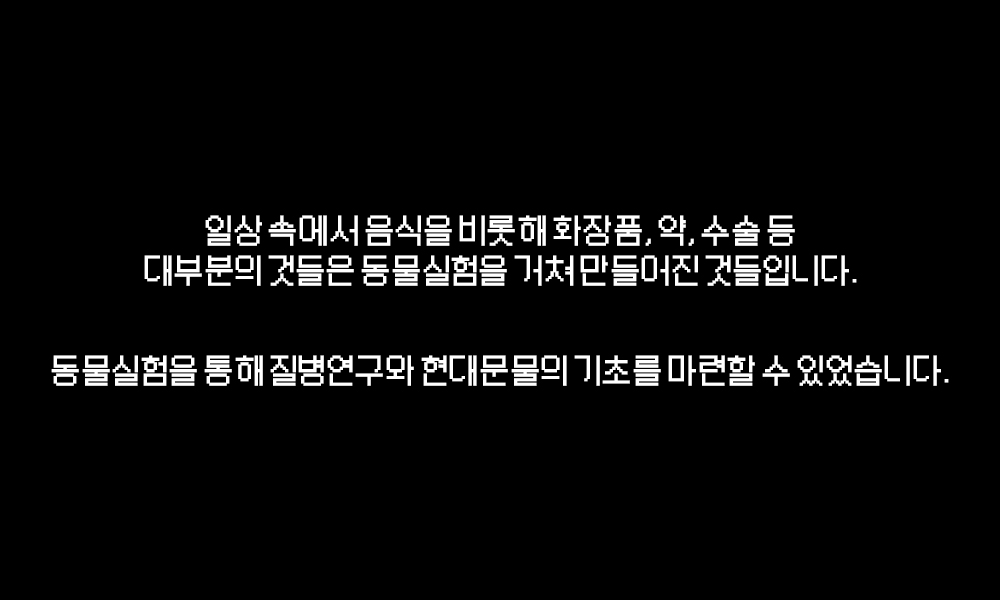 일상 속에서 음식을 비롯해 화장품, 약, 수술 등
대부분의 것들은 동물실험을 거쳐 만들어진 것들입니다.
동물실험을 통해 질병연구와 현대문물의 기초를 마련할 수 있었습니다.